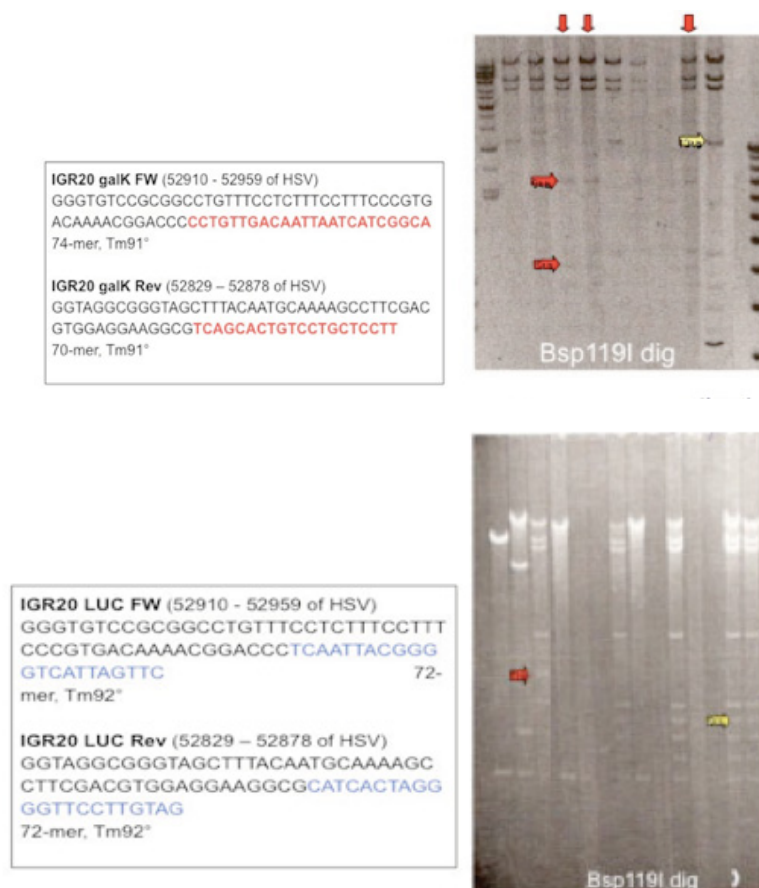 IGR20 galK FW (52910 - 52959 of HSV)
GGGTGTCCGCGGCCTGTTTCCTCTTTCCTTTCCCGTG
ACAAAACGGACCCCCTGTTGACAATTAATCATCGGCA
74-mer, Tm91°
IGR20 galK Rev (52829 – 52878 of HSV)
GGTAGGCGGGTAGCTTTACAATGCAAAAGCCTTCGAC
GTGGAGGAAGGCGTCAGCACTGTCCTGCTCCTT
70-mer, Tm91°
Bsp119I dig
IGR20 LUC FW (52910 - 52959 of HSV)
GGGTGTCCGCGGCCTGTTTCCTCTTTCCTTT
CCCGTGACAAAACGGACCCTCAATTACGGG
GTCATTAGTTC 72-
mer, Tm92°
IGR20 LUC Rev (52829 – 52878 of HSV)
GGTAGGCGGGTAGCTTTACAATGCAAAAGC
CTTCGACGTGGAGGAAGGCGCATCACTAGG
GGTTCCTTGTAG
72-mer, Tm92°
Bsp119I dig